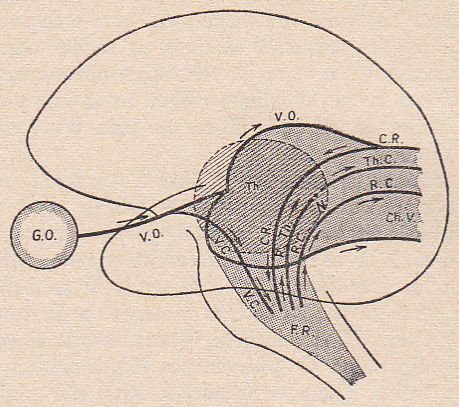 V.O.
C.R.
Th.C.
R.C.
Ch.V.
Th.
G.O.
V.O.
V.C.
C.R.
R.Th.
R.C.
N.
V.C.
F.R.